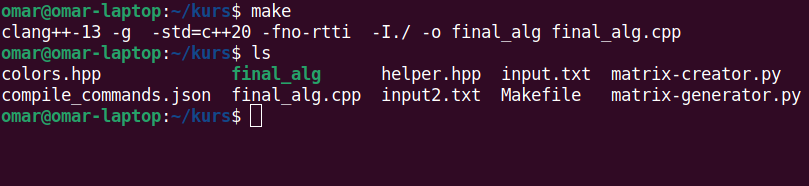 omar@omar-laptop:~/kurs$ make
clang++-13 -g  -std=c++20 -fno-rtti  -I./ -o final_alg final_alg.cpp
omar@omar-laptop:~/kurs$ ls
colors.hpp             final_alg      helper.hpp  input.txt  matrix-creator.py
compile_commands.json  final_alg.cpp  input2.txt  Makefile   matrix-generator.py
omar@omar-laptop:~/kurs$